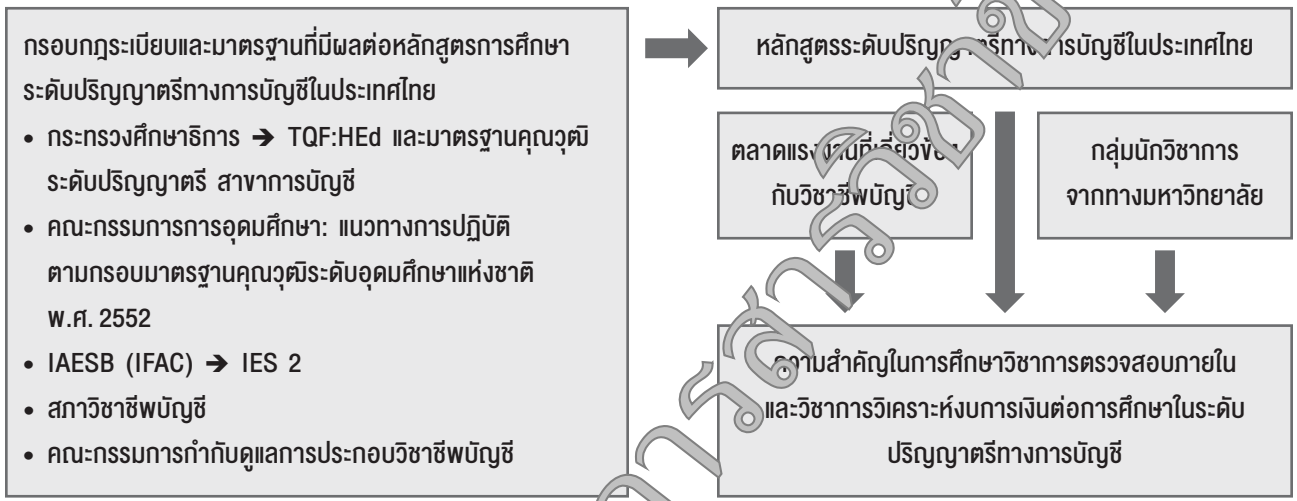 กรอบกฎระเบียบและมาตรฐานที่มีผลต่อหลักสูตรการศึกษา
ระดับปริญญาตรีทางการบัญชีในประเทศไทย
• กระทรวงศึกษาธิการ ➔ TQF:HEd และมาตรฐานคุณวุฒิ
ระดับปริญญาตรี สาขาการบัญชี
• คณะกรรมการการอุดมศึกษา: แนวทางการปฏิบัติ
ตามกรอบมาตรฐานคุณวุฒิระดับอุดมศึกษาแห่งชาติ
พ.ศ. 2552
• IAESB (IFAC) ➔ IES 2
• สภาวิชาชีพบัญชี
• คณะกรรมการกำกับดูแลการประกอบวิชาชีพบัญชี
หลักสูตรระดับปริญญาตรีทางการบัญชีในประเทศไทย
ตลาดแรงงานที่เกี่ยวข้อง
กับวิชาชีพบัญชี
กลุ่มนักวิชาการ
จากทางมหาวิทยาลัย
ความสำคัญในการศึกษาวิชาการตรวจสอบภายใน
และวิชาการวิเคราะห์งบการเงินต่อการศึกษาในระดับ
ปริญญาตรีทางการบัญชี